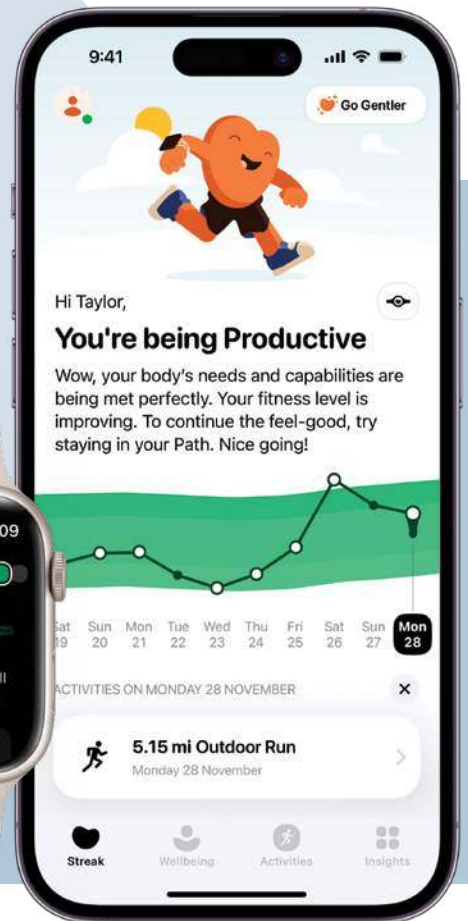 9:41
Go Gentler
Hi Taylor,
You're being Productive
Wow, your body's needs and capabilities are
being met perfectly. Your fitness level is
improving. To continue the feel-good, try
staying in your Path. Nice going!
09
Sat Sun Mon Tue Wed Thu Fri Sat Sun Mon
19 20 21 22 23 24 25 26 27 28
ACTIVITIES ON MONDAY 28 NOVEMBER
5.15 mi Outdoor Run
Monday 28 November
Streak Wellbeing Activities Insights